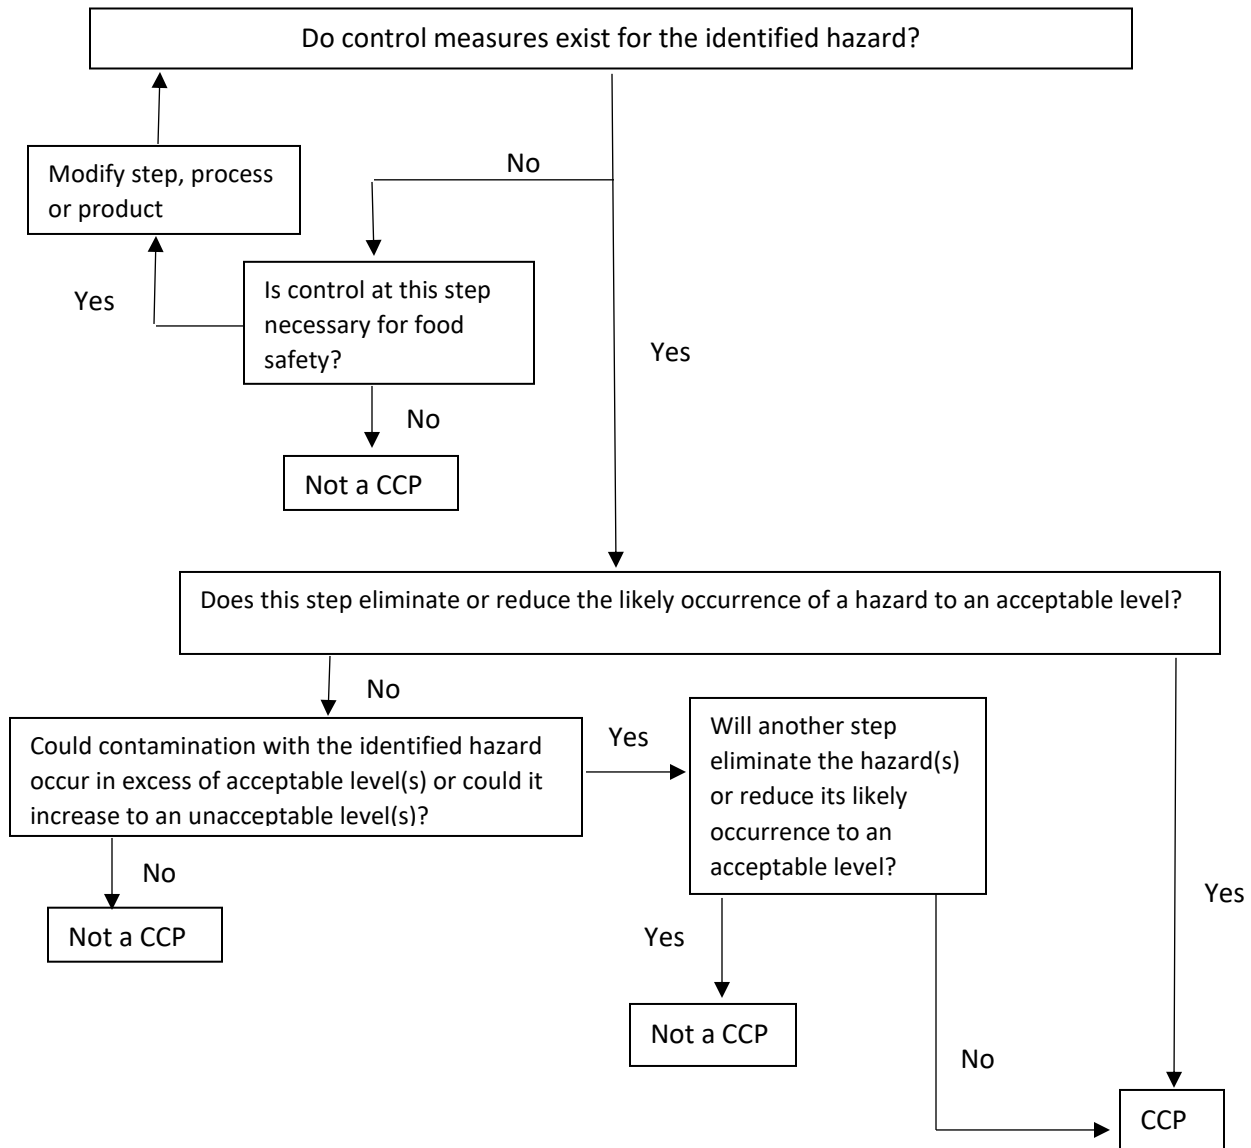 Do control measures exist for the identified hazard?
No
Modify step, process
or product
Yes
Is control at this step
necessary for food
safety?
Yes
No
Not a CCP
Does this step eliminate or reduce the likely occurrence of a hazard to an acceptable level?
No
Could contamination with the identified hazard
occur in excess of acceptable level(s) or could it
increase to an unacceptable level(s)?
Yes
Will another step
eliminate the hazard(s)
or reduce its likely
occurrence to an
acceptable level?
No
Not a CCP
Yes
Yes
Not a CCP
No
CCP